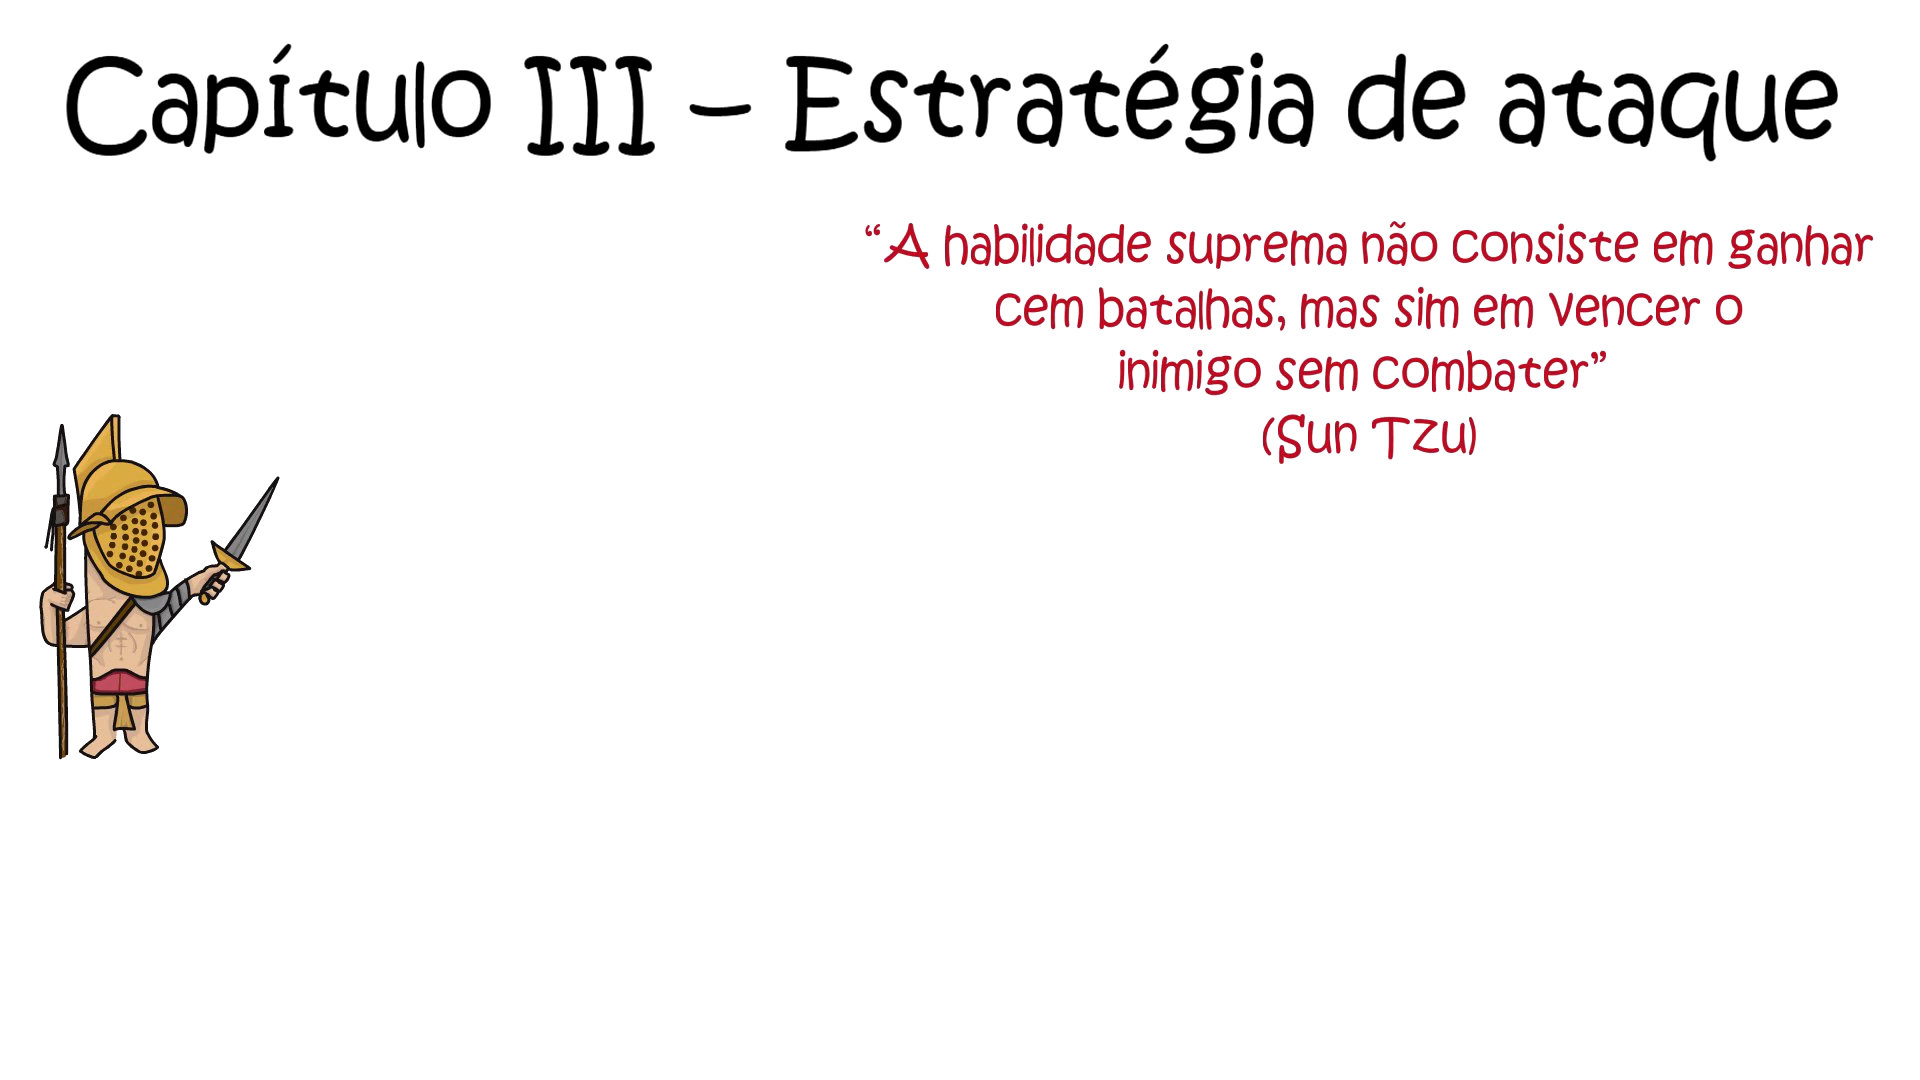 Capítulo III – Estratégia de ataque
“A habilidade suprema não consiste em ganhar
cem batalhas, mas sim em vencer o
inimigo sem combater”
(Sun Tzu)